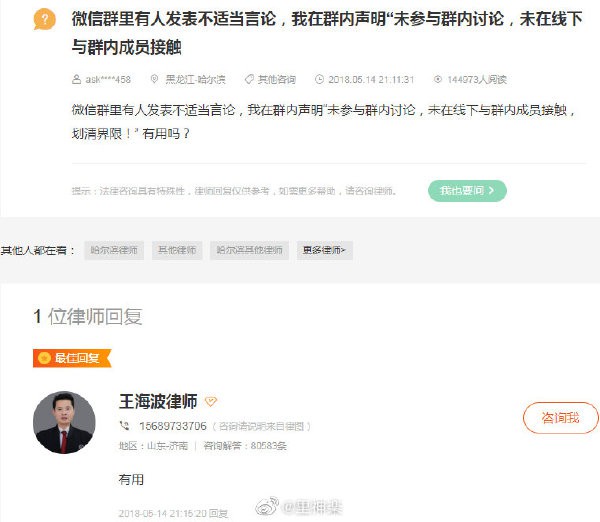 微信群里有人发表不适当言论，我在群内声明“未参与群内讨论，未在线下
与群内成员接触
ask****458 黑龙江-哈尔滨 其他咨询 2018.05.14 21:11:31 144973人阅读
微信群里有人发表不适当言论，我在群内声明“未参与群内讨论，未在线下与群内成员接触，
划清界限！”有用吗？
提示：法律咨询具有特殊性，律师回复仅供参考，如需更多帮助，请咨询律师。 我也要问 >
其他人都在看： 哈尔滨律师 其他律师 哈尔滨其他律师 更多律师>
1 位律师回复
最佳回复
王海波律师
15689733706（咨询请说明来自律图）
咨询我
地区：山东-济南 | 咨询解答：80583条
有用
2018-05-14 21:15:20 回复